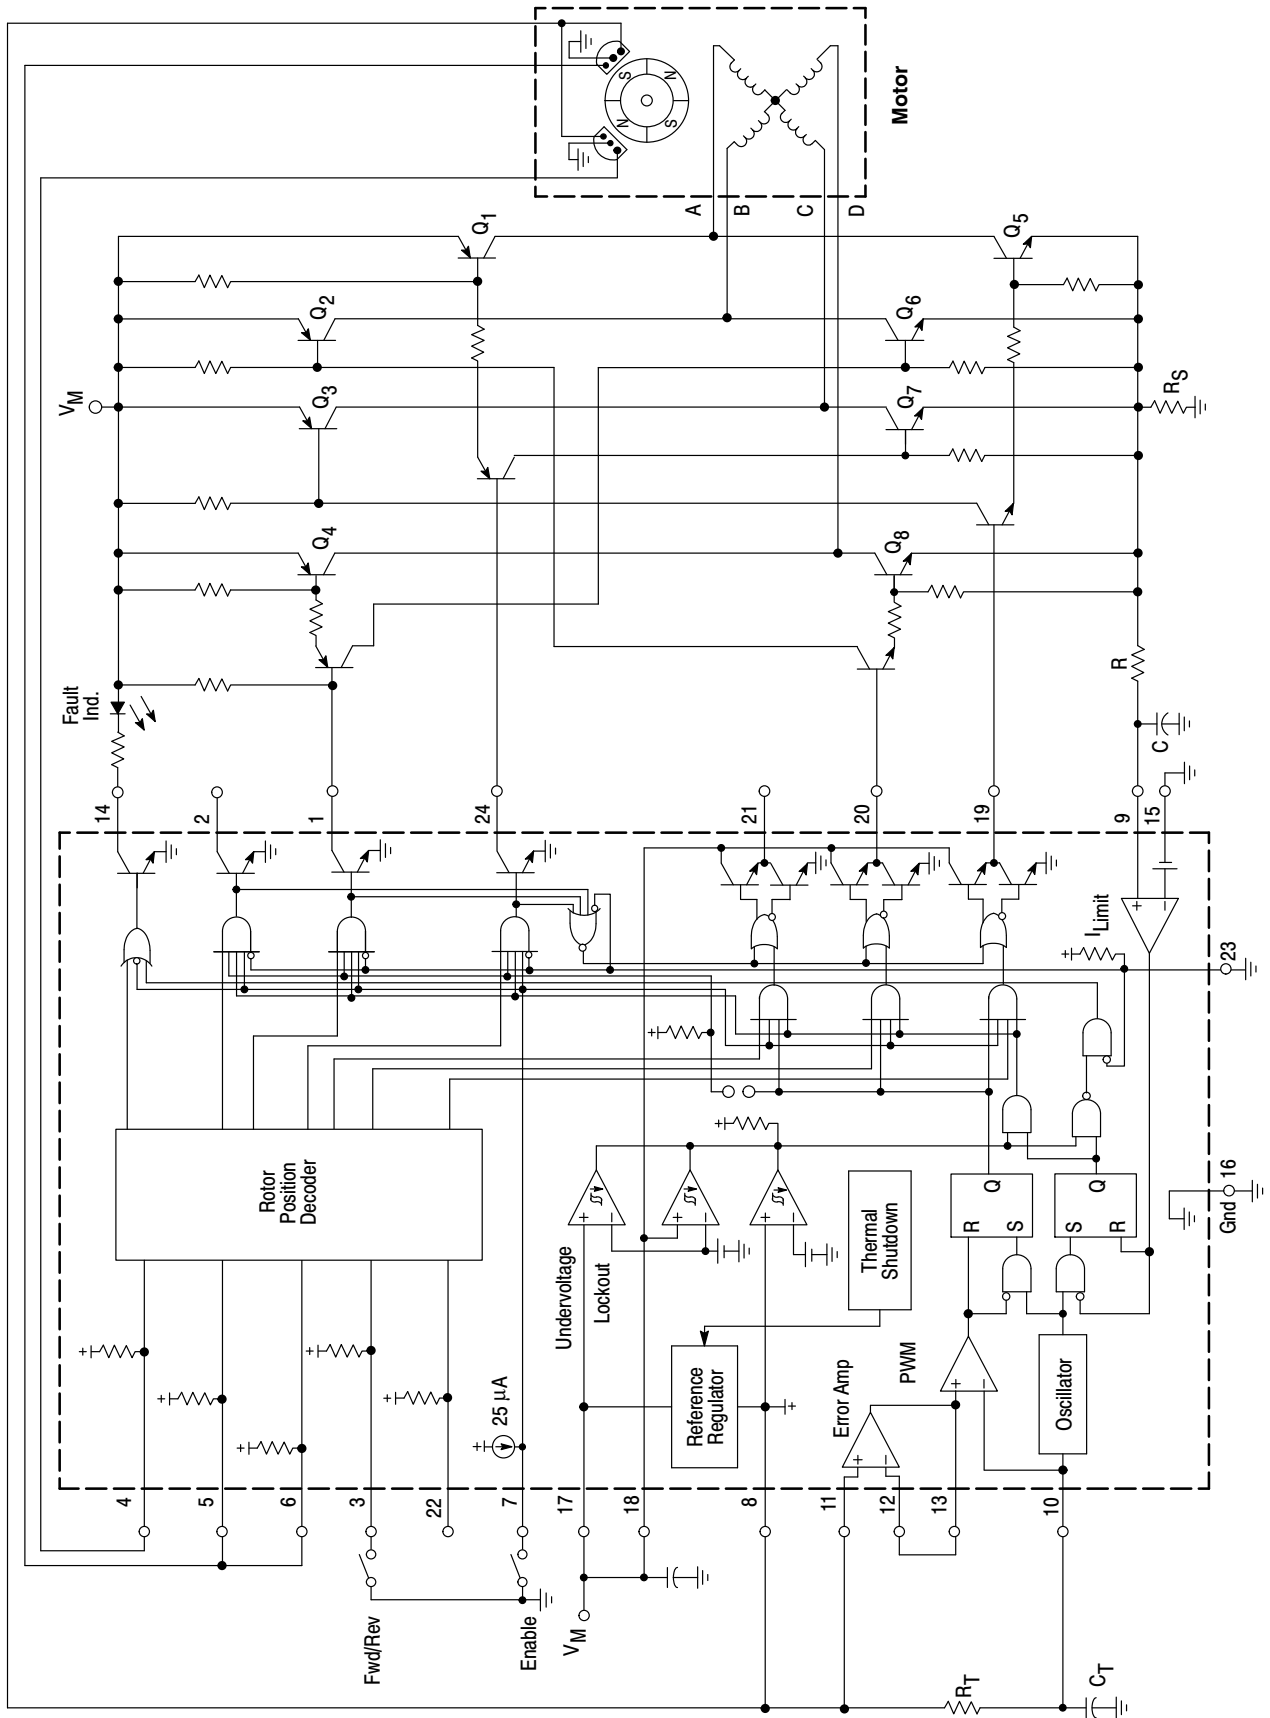 Motor
S
N
N
S
A
B
C
D
VM
Q1
Q2
Q3
Q4
Q5
Q6
Q7
Q8
RS
R
C
Fault
Ind.
14
2
1
24
21
20
19
9
15
23
16
Gnd
ILimit
+
−
Rotor
Position
Decoder
4
5
6
3
22
7
17
18
8
11
12
13
10
+
+
+
+
+
+
25 µA
+
+
Undervoltage
Lockout
+
−
+
−
+
−
Thermal
Shutdown
Reference
Regulator
+
Error Amp
+
−
PWM
+
−
Oscillator
R
Q
S
S
Q
R
Fwd/Rev
Enable
VM
RT
CT